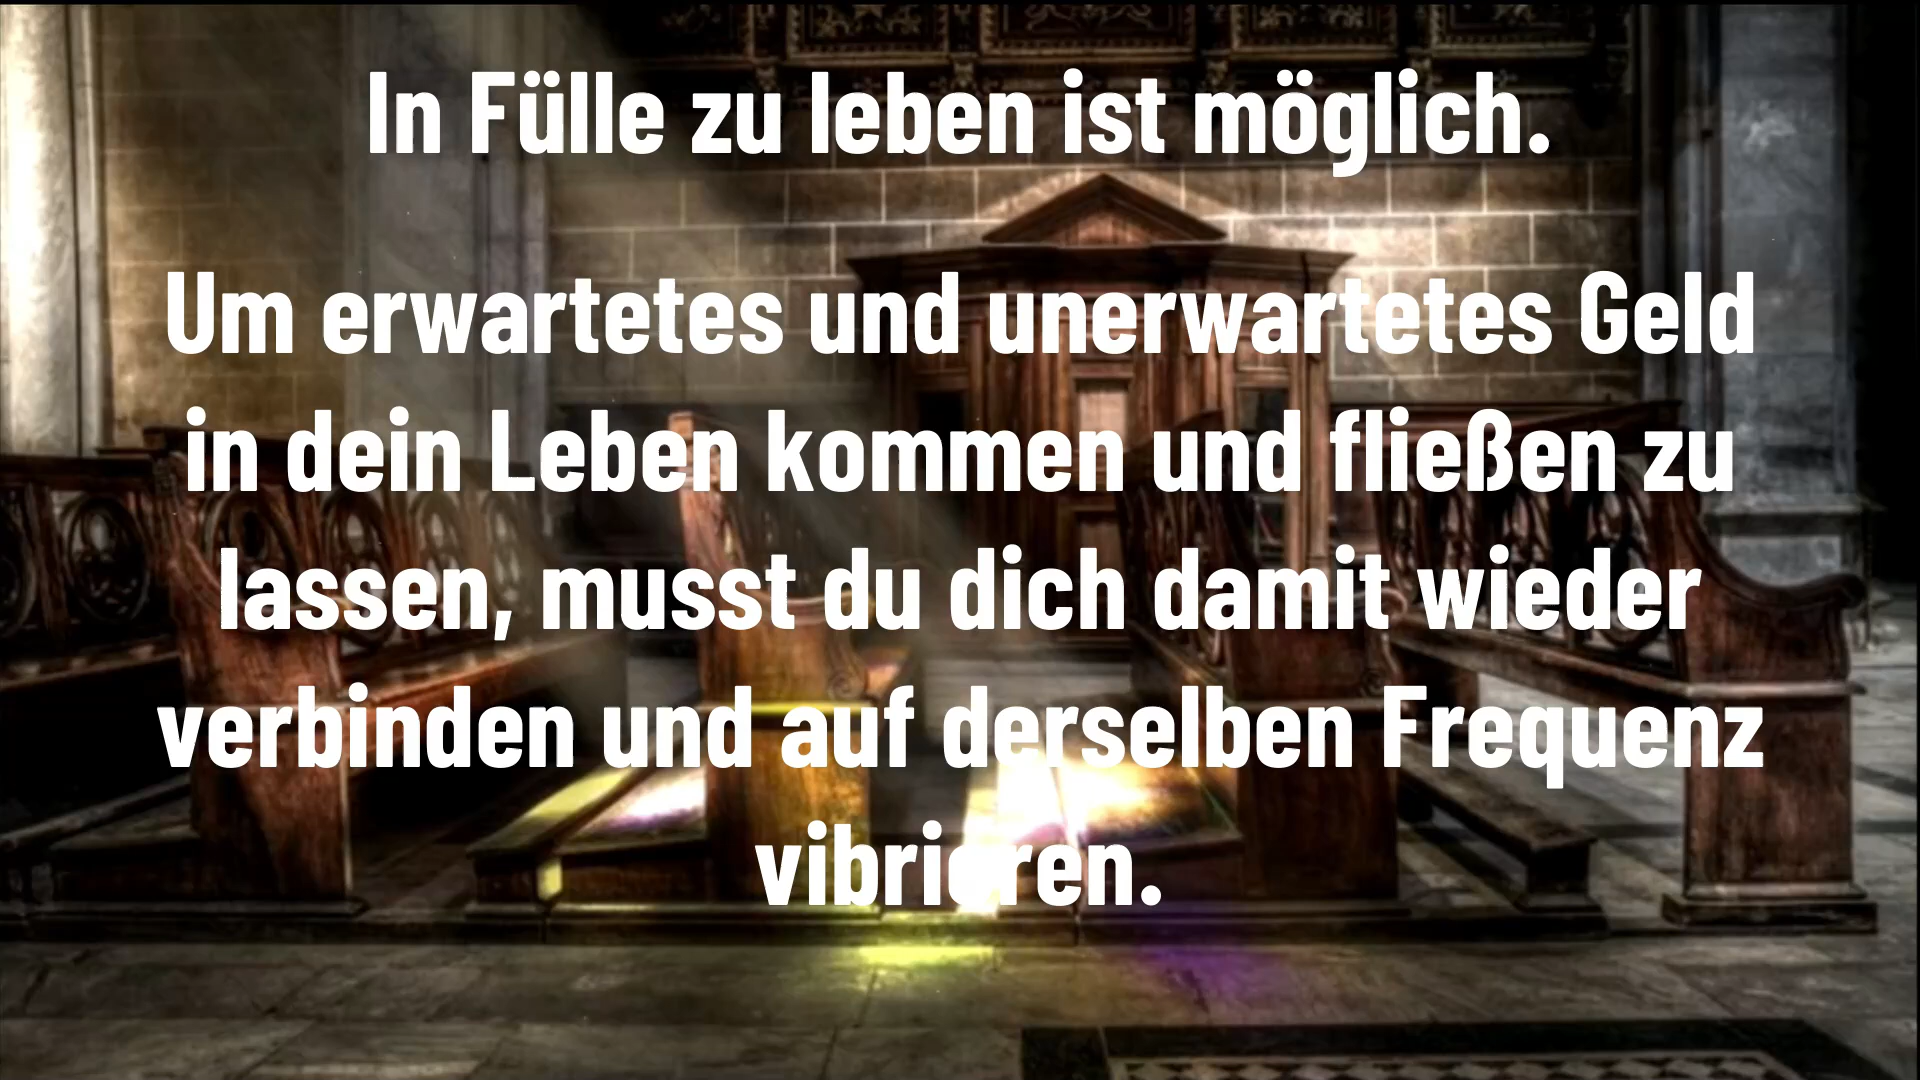 In Fülle zu leben ist möglich.
Um erwartetes und unerwartetes Geld
in dein Leben kommen und fließen zu
lassen, musst du dich damit wieder
verbinden und auf derselben Frequenz
vibrieren.